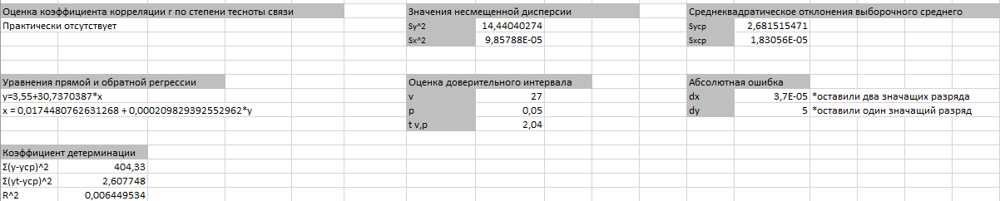 Оценка коэффициента корреляции r по степени тесноты связи
Практически отсутствует
Значения несмещенной дисперсии
Sy^2 14,44040274
Sx^2 9,85788E-05
Среднеквадратическое отклонения выборочного среднего
Syср 2,681515471
Sxср 1,83056E-05
Уравнения прямой и обратной регрессии
y=3,55+30,7370387*x
x = 0,0174480762631268 + 0,000209829392552962*y
Оценка доверительного интервала
v 27
p 0,05
t v,p 2,04
Абсолютная ошибка
dx 3,7E-05 *оставили два значащих разряда
dy 5 *оставили один значащий разряд
Коэффициент детерминации
Σ(y-yср)^2 404,33
Σ(yt-yср)^2 2,607748
R^2 0,006449534